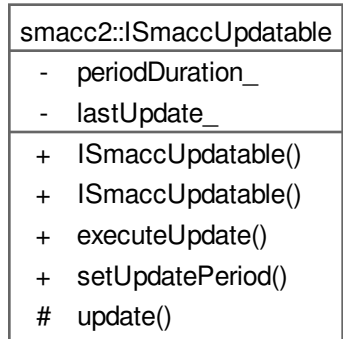 smacc2::ISmaccUpdatable
- periodDuration_
- lastUpdate_
+ ISmaccUpdatable()
+ ISmaccUpdatable()
+ executeUpdate()
+ setUpdatePeriod()
# update()